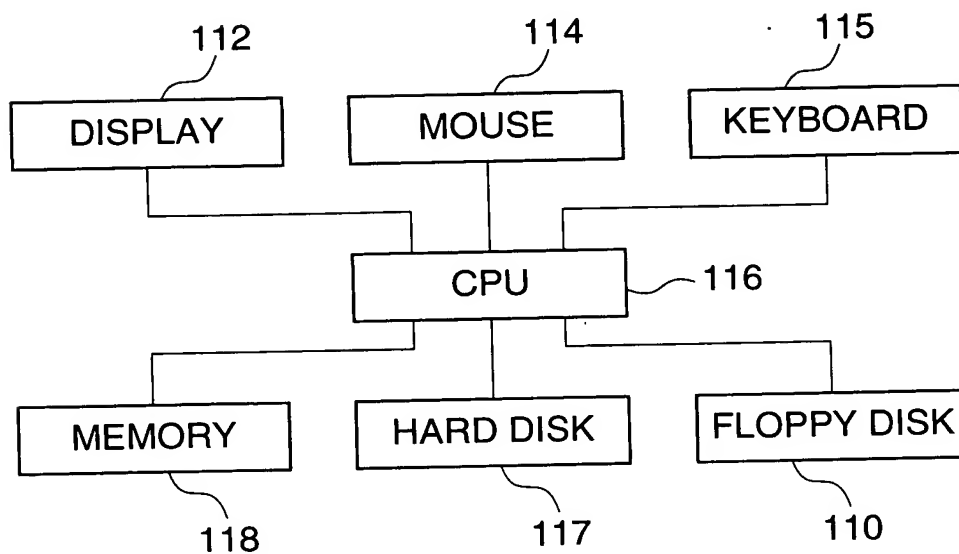 112
114
115
DISPLAY
MOUSE
KEYBOARD
CPU
116
MEMORY
HARD DISK
FLOPPY DISK
118
117
110